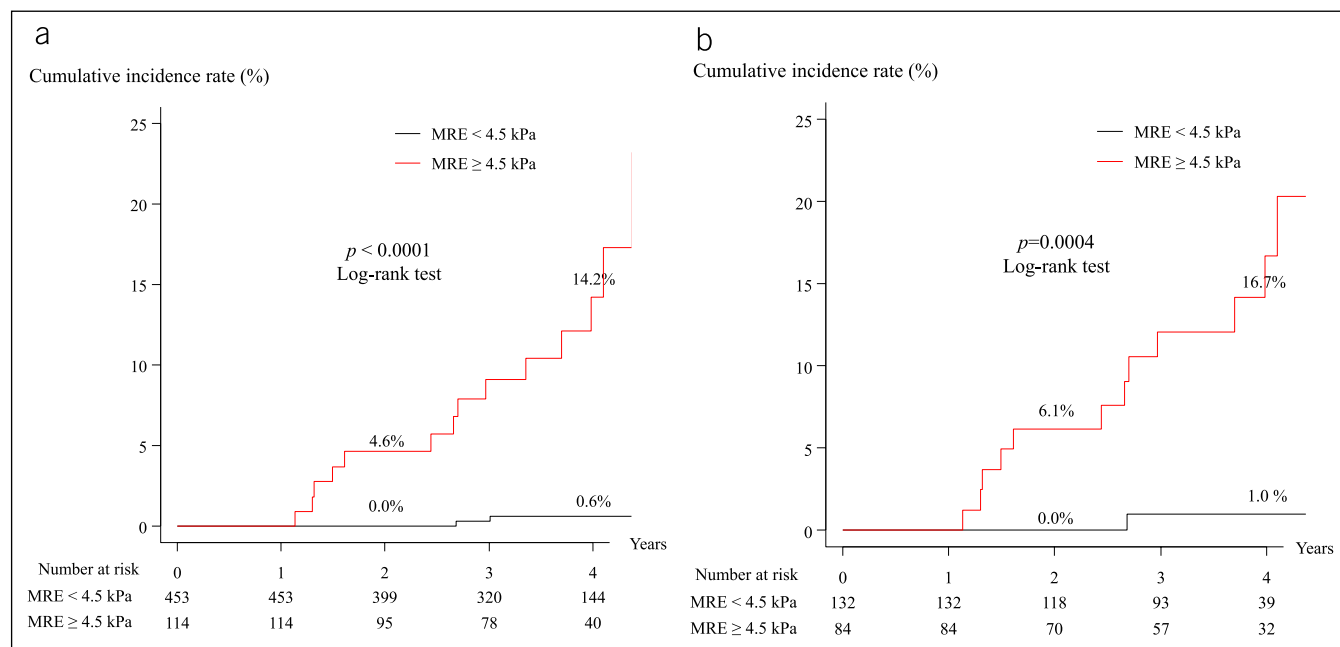 a
Cumulative incidence rate (%)
25
20
15
10
5
0
MRE < 4.5 kPa
MRE ≥ 4.5 kPa
p < 0.0001
Log-rank test
14.2%
4.6%
0.0%
0.6%
Years
Number at risk 0 1 2 3 4
MRE < 4.5 kPa 453 453 399 320 144
MRE ≥ 4.5 kPa 114 114 95 78 40
b
Cumulative incidence rate (%)
25
20
15
10
5
0
MRE < 4.5 kPa
MRE ≥ 4.5 kPa
p=0.0004
Log-rank test
16.7%
6.1%
0.0%
1.0 %
Years
Number at risk 0 1 2 3 4
MRE < 4.5 kPa 132 132 118 93 39
MRE ≥ 4.5 kPa 84 84 70 57 32